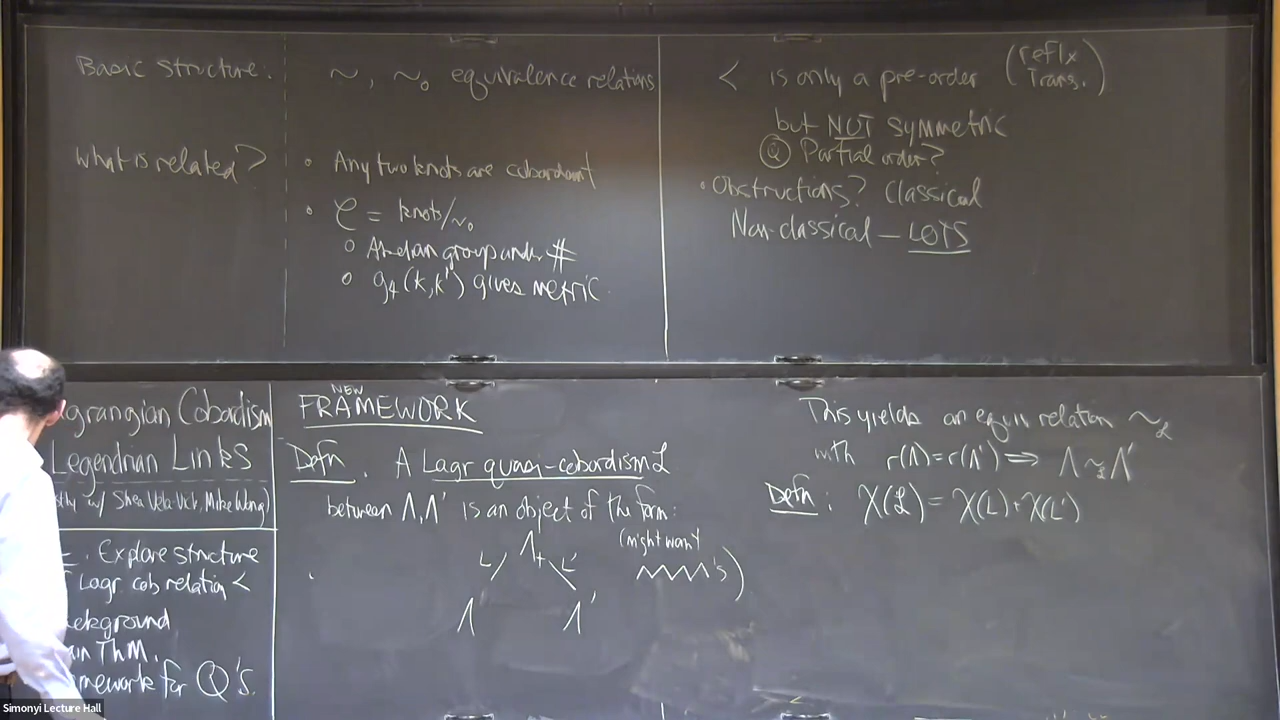 Basic Structure:
~, ~₀ equivalence relations
< is only a pre-order (reflx Trans.)
but NOT symmetric
Q Partial order?
What is related?
• Any two knots are cobordant
• C = knots/~₀
o Abelian group under #
o g₄(K,K') gives metric
• Obstructions? Classical
Non-classical – LOTS
agrangian Cobordism
Legendrian Links
w/ Shea Vela-Vick, Mike Wong)
. Explore structure
Lagr cob relation <
ckground
ain Thm.
mework for Q's.
NEW
FRAMEWORK
Defn. A Lagr quasi-cobordism L
between Λ, Λ' is an object of the form:
Λ+
L L'
Λ Λ'
(might want
/\/\/\/\'s)
This yields an equiv relation ~L
with r(Λ)=r(Λ') ⟹ Λ ~L Λ'
Defn: χ(L) = χ(L)+χ(L')
Simonyi Lecture Hall